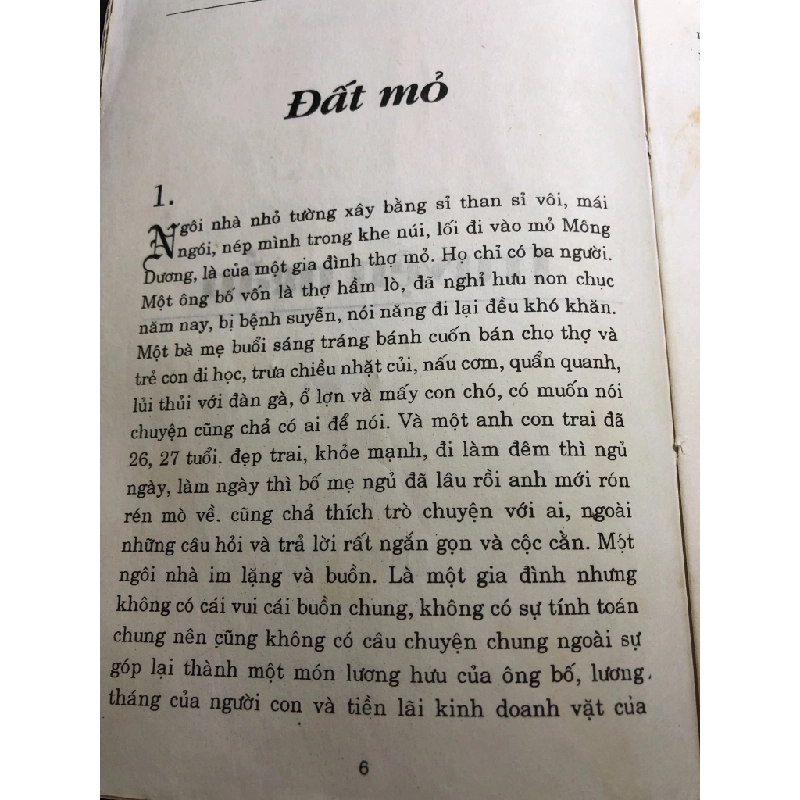 Đất mỏ
1.
Ngôi nhà nhỏ tường xây bằng sỉ than sỉ vôi, mái
ngói, nép mình trong khe núi, lối đi vào mỏ Mông
Dương, là của một gia đình thợ mỏ. Họ chỉ có ba người.
Một ông bố vốn là thợ hầm lò, đã nghỉ hưu non chục
năm nay, bị bệnh suyễn, nói năng đi lại đều khó khăn.
Một bà mẹ buổi sáng tráng bánh cuốn bán chọ thợ và
trẻ con đi học, trưa chiều nhặt củi, nấu cơm, quẩn quanh,
lủi thủi với đàn gà, ổ lợn và mấy con chó, có muốn nói
chuyện cũng chả có ai để nói. Và một anh con trai đã
26, 27 tuổi. đẹp trai, khỏe mạnh, đi làm đêm thì ngủ
ngày, làm ngày thì bố mẹ ngủ đã lâu rồi anh mới rón
rén mò về. cũng chả thích trò chuyện với ai, ngoài
những câu hỏi và trả lời rất ngắn gọn và cộc cằn. Một
ngôi nhà im lặng và buồn. Là một gia đình nhưng
không có cái vui cái buồn chung, không có sự tính toán
chung nên cũng không có câu chuyện chung ngoài sự
góp lại thành một món lương hưu của ông bố, lương
tháng của người con và tiền lãi kinh doanh vặt của
6